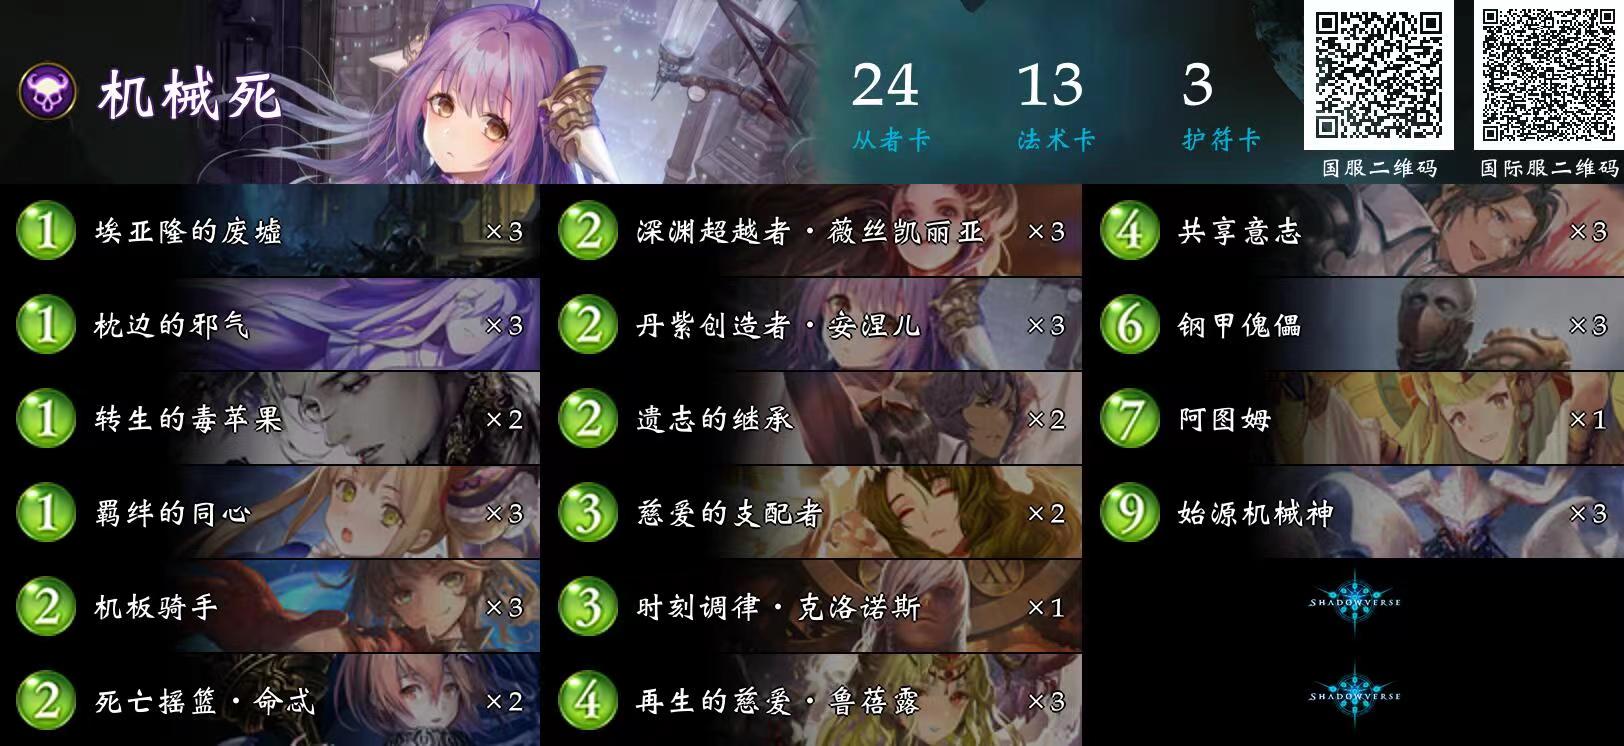 机械死
24
13
3
从者卡
法术卡
护符卡
国服二维码
国际服二维码
1 埃亚隆的废墟 ×3
1 枕边的邪气 ×3
1 转生的毒苹果 ×2
1 羁绊的同心 ×3
2 机板骑手 ×3
2 死亡摇篮·命忒 ×2
2 深渊超越者·薇丝凯丽亚 ×3
2 丹紫创造者·安涅儿 ×3
2 遗志的继承 ×2
3 慈爱的支配者 ×2
3 时刻调律·克洛诺斯 ×1
4 再生的慈爱·鲁蓓露 ×3
4 共享意志 ×3
6 钢甲傀儡 ×3
7 阿图姆 ×1
9 始源机械神 ×3
SHADOWVERSE
SHADOWVERSE